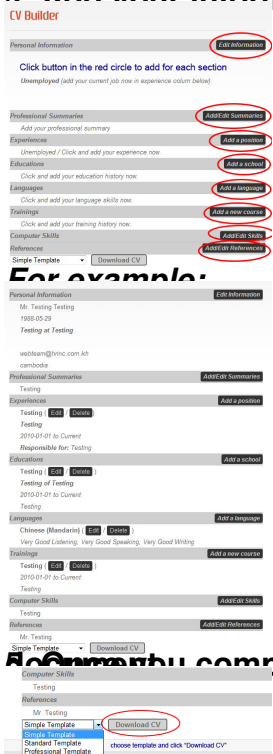 CV Builder
Personal Information Edit Information
Click button in the red circle to add for each section
Unemployed (add your current job now in experience colum below)
Professional Summaries Add/Edit Summaries
Add your professional summary
Experiences Add a position
Unemployed / Click and add your experience now.
Educations Add a school
Click and add your education history now.
Languages Add a language
Click and add your language skills now.
Trainings Add a new course
Click and add your training history now.
Computer Skills Add/Edit Skills
References Add/Edit References
Simple Template Download CV
For example:
Personal Information Edit Information
Mr. Testing Testing
1988-05-29
Testing at Testing
webteam@tvinc.com.kh
cambodia
Professional Summaries Add/Edit Summaries
Testing
Experiences Add a position
Testing ( Edit / Delete )
Testing
2010-01-01 to Current
Responsible for: Testing
Educations Add a school
Testing ( Edit / Delete )
Testing of Testing
2010-01-01 to Current
Testing
Languages Add a language
Chinese (Mandarin) ( Edit / Delete )
Very Good Listening, Very Good Speaking, Very Good Writing
Trainings Add a new course
Testing ( Edit / Delete )
2010-01-01 to Current
Testing
Computer Skills Add/Edit Skills
Testing
References Add/Edit References
Mr. Testing
Simple Template Download CV
Computer Skills
Testing
References
Mr. Testing
Simple Template Download CV
Simple Template
Standard Template choose template and click "Download CV"
Professional Template